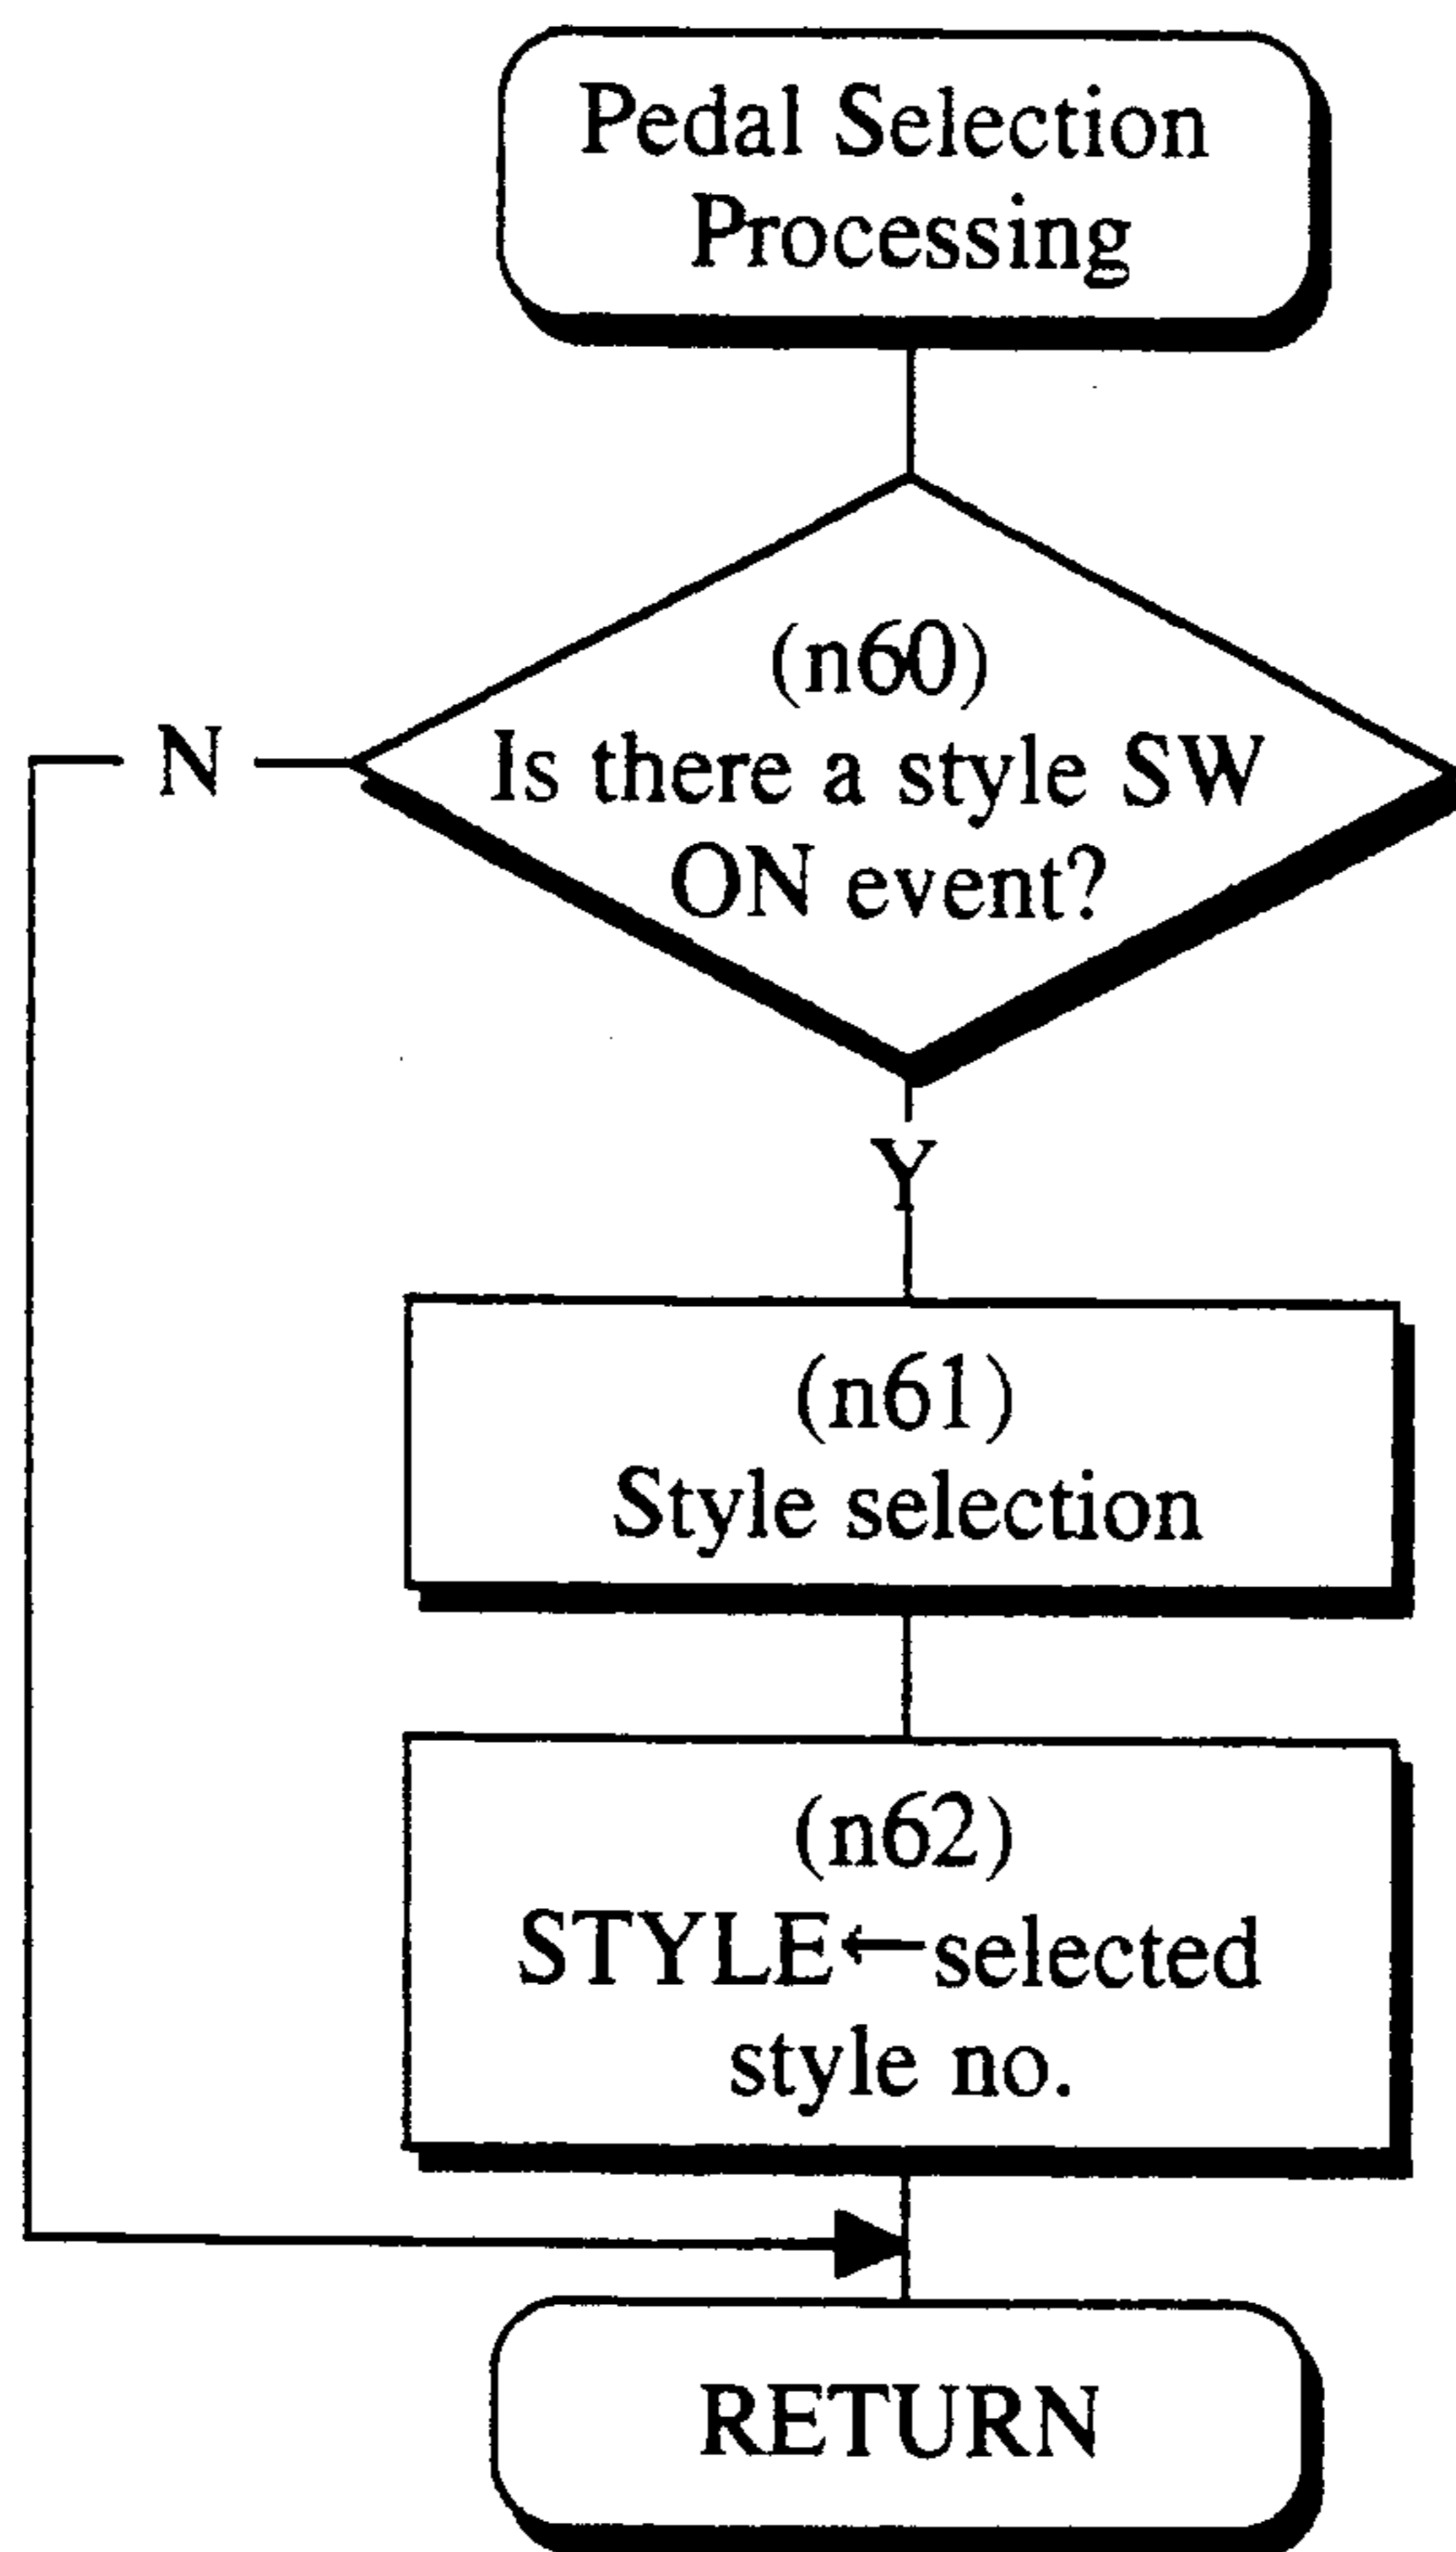 Pedal Selection
Processing
(n60)
Is there a style SW
ON event?
N
Y
(n61)
Style selection
(n62)
STYLE←selected
style no.
RETURN